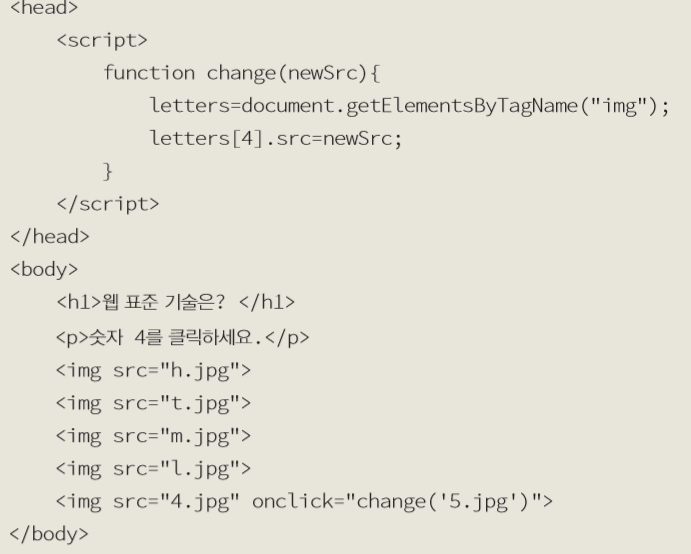 <head>
<script>
function change(newSrc){
letters=document.getElementsByTagName("img");
letters[4].src=newSrc;
}
</script>
</head>
<body>
<h1>웹 표준 기술은? </h1>
<p>숫자 4를 클릭하세요.</p>
<img src="h.jpg">
<img src="t.jpg">
<img src="m.jpg">
<img src="l.jpg">
<img src="4.jpg" onclick="change('5.jpg')">
</body>